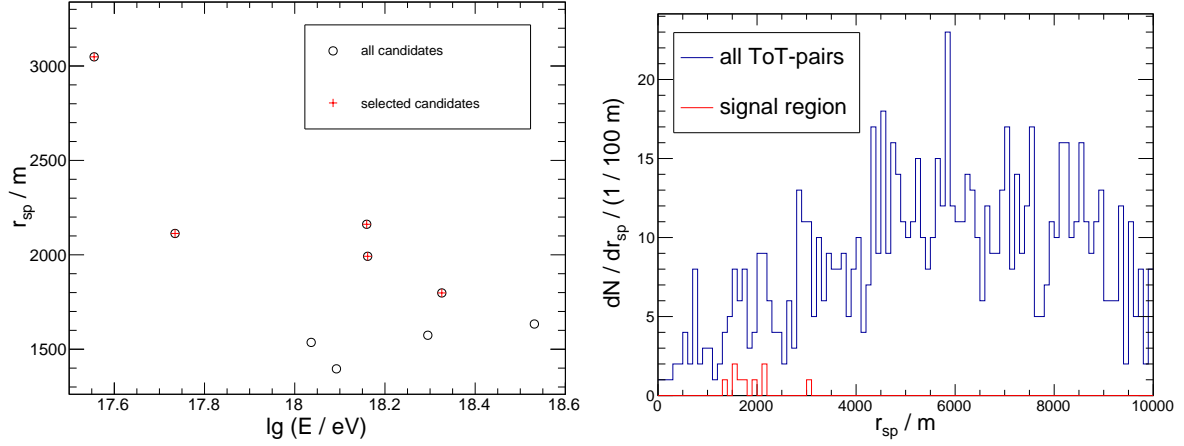 3000
2500
2000
1500
r_sp / m
all candidates
selected candidates
17.6 17.8 18 18.2 18.4 18.6
lg (E / eV)
20
15
10
5
0
dN / dr_sp / (1 / 100 m)
all ToT-pairs
signal region
0 2000 4000 6000 8000 10000
r_sp / m